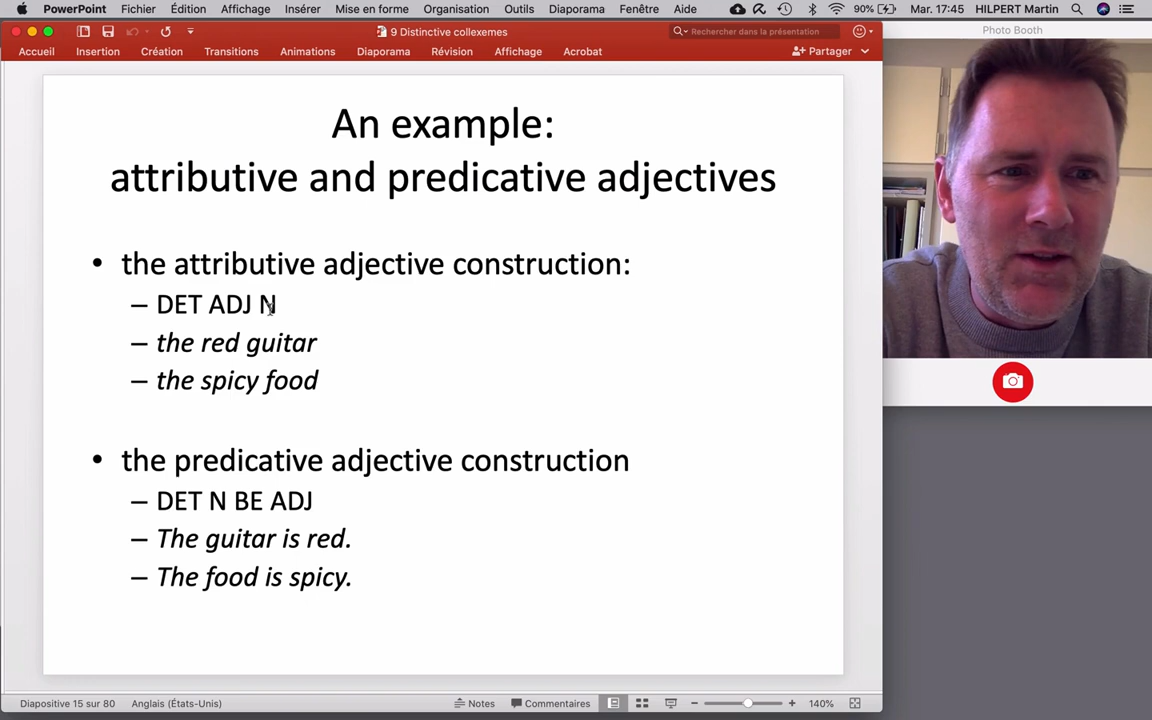 PowerPoint Fichier Édition Affichage Insérer Mise en forme Organisation Outils Diaporama Fenêtre Aide 90% Mar. 17:45 HILPERT Martin
9 Distinctive collexemes
Rechercher dans la présentation
Photo Booth
Accueil Insertion Création Transitions Animations Diaporama Révision Affichage Acrobat Partager
An example:
attributive and predicative adjectives
• the attributive adjective construction:
– DET ADJ N
– the red guitar
– the spicy food
• the predicative adjective construction
– DET N BE ADJ
– The guitar is red.
– The food is spicy.
Diapositive 15 sur 80 Anglais (États-Unis) Notes Commentaires 140%